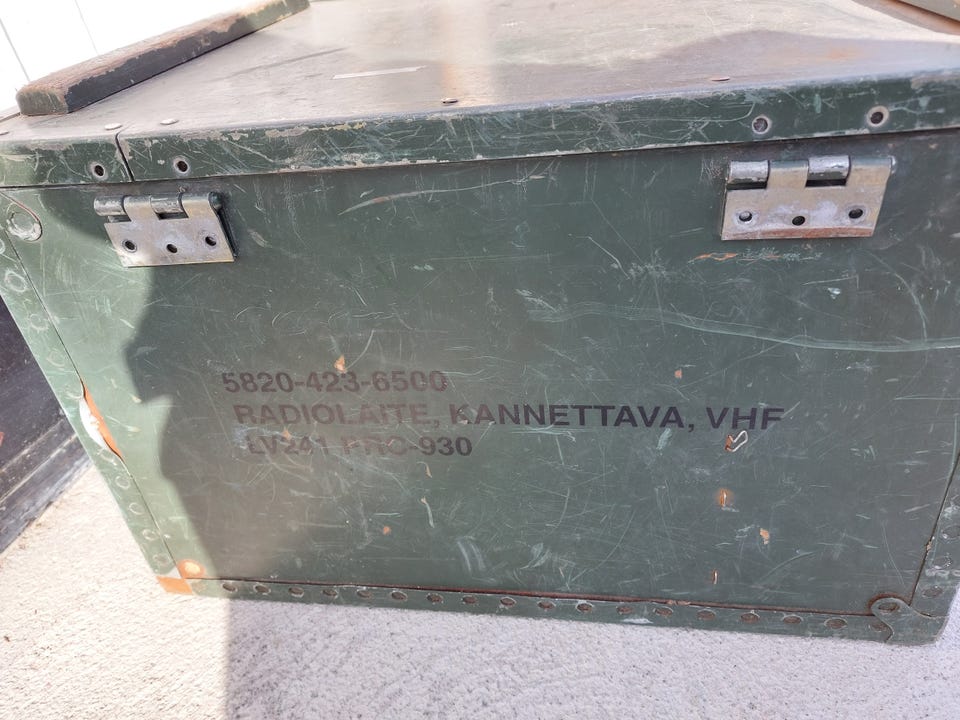 5820-423-6500
RADIOLAITE, KANNETTAVA, VHF
LV241 PRC-930